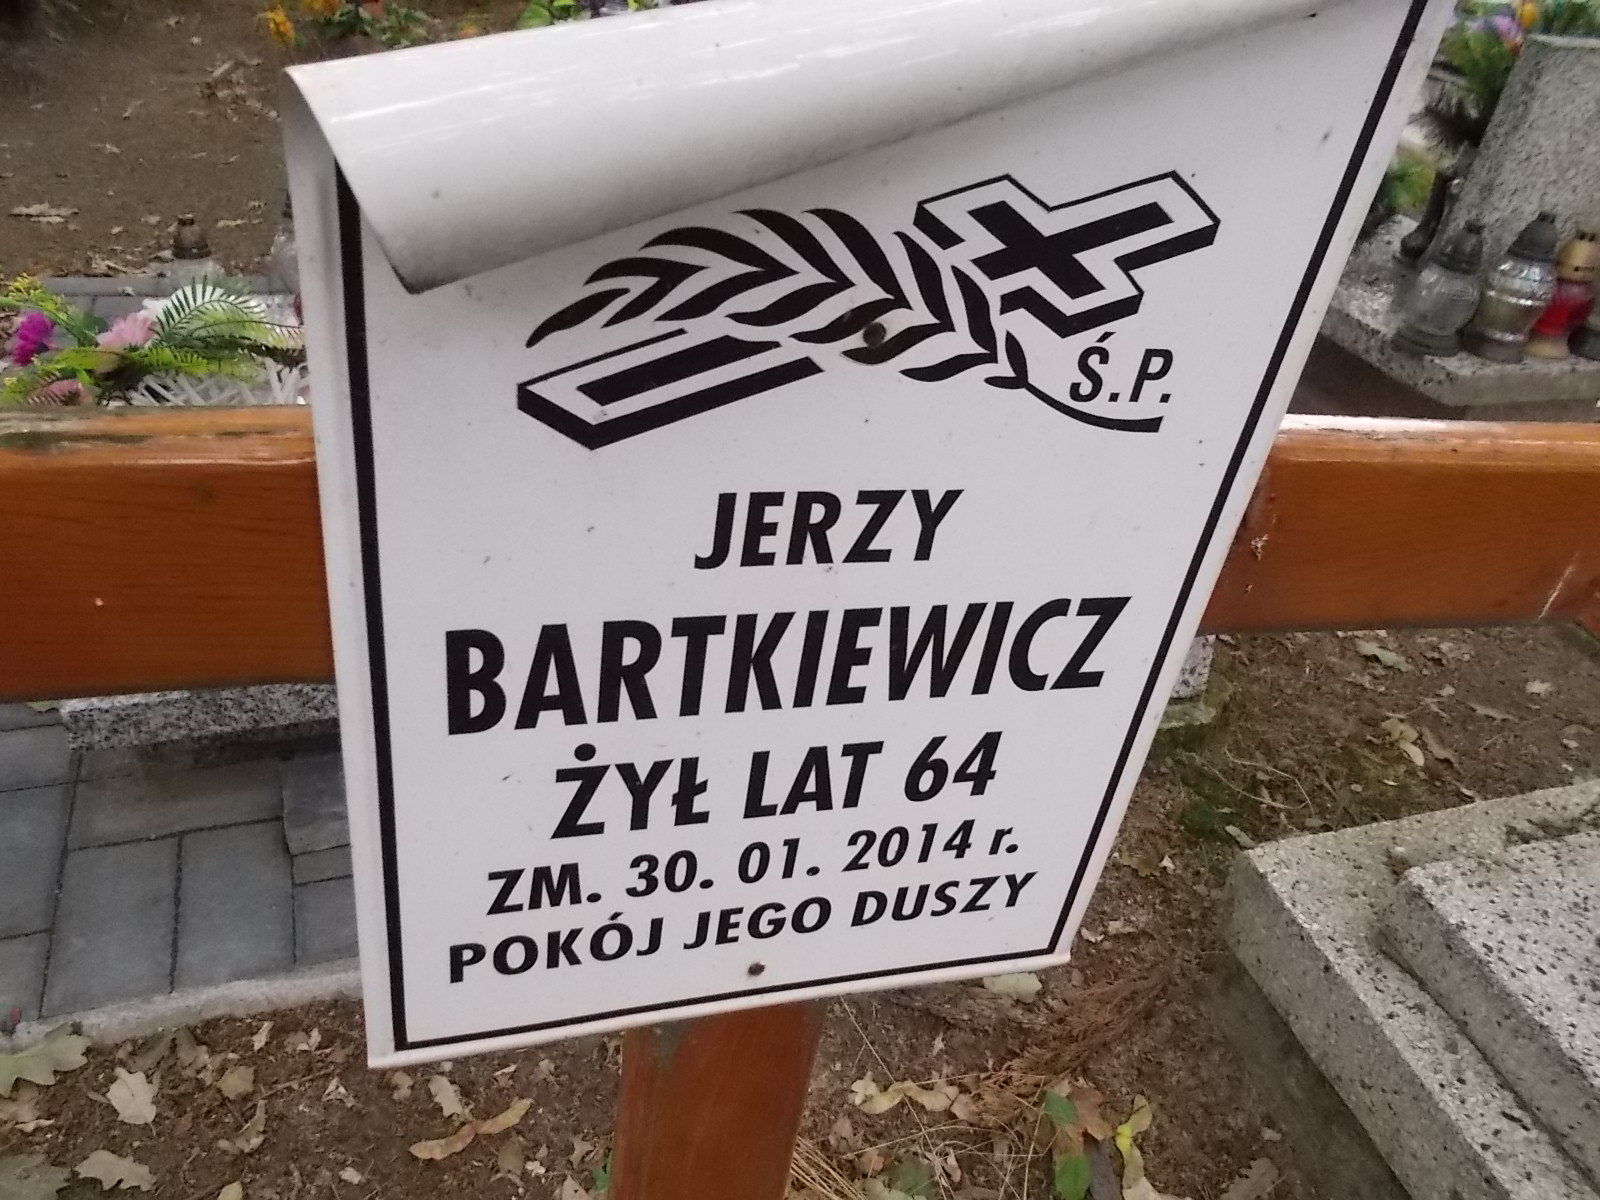 Ś.P.
JERZY
BARTKIEWICZ
ŻYŁ LAT 64
ZM. 30. 01. 2014 r.
POKÓJ JEGO DUSZY